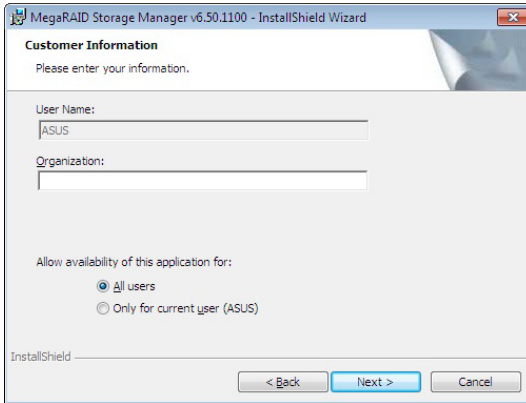 MegaRAID Storage Manager v6.50.1100 - InstallShield Wizard
Customer Information
Please enter your information.
User Name:
ASUS
Organization:
Allow availability of this application for:
All users
Only for current user (ASUS)
InstallShield
< Back Next > Cancel